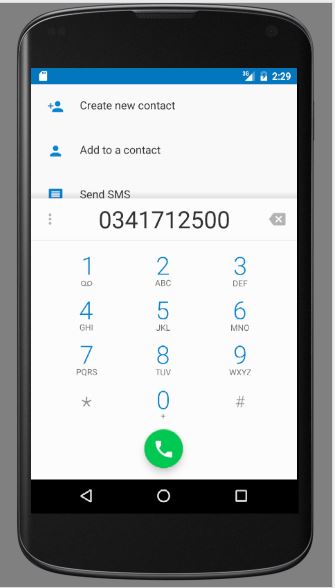 3G 2:29
Create new contact
Add to a contact
Send SMS
0341712500
1 2 3
ABC DEF
4 5 6
GHI JKL MNO
7 8 9
PQRS TUV WXYZ
* 0 #
+